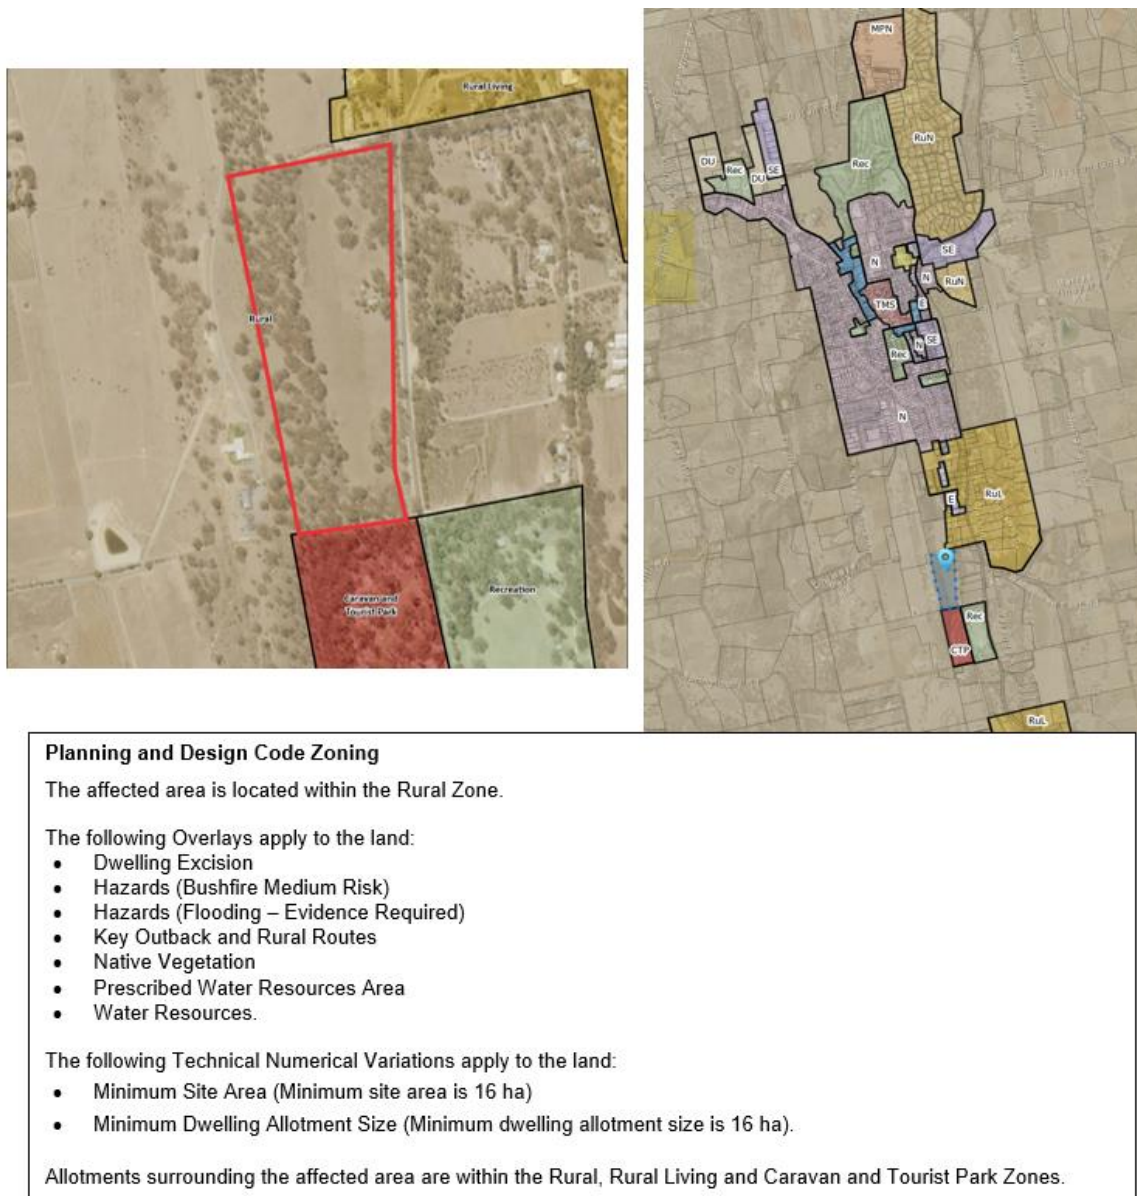 Rural Living
Rural
Caravan and
Tourist Park
Recreation
MPN
RuN
DU
Rec
DU
SE
Rec
SE
N
N
RuN
TMS
E
Rec
N
SE
N
RuL
E
Rec
CTP
RuL
Planning and Design Code Zoning
The affected area is located within the Rural Zone.
The following Overlays apply to the land:
• Dwelling Excision
• Hazards (Bushfire Medium Risk)
• Hazards (Flooding – Evidence Required)
• Key Outback and Rural Routes
• Native Vegetation
• Prescribed Water Resources Area
• Water Resources.
The following Technical Numerical Variations apply to the land:
• Minimum Site Area (Minimum site area is 16 ha)
• Minimum Dwelling Allotment Size (Minimum dwelling allotment size is 16 ha).
Allotments surrounding the affected area are within the Rural, Rural Living and Caravan and Tourist Park Zones.